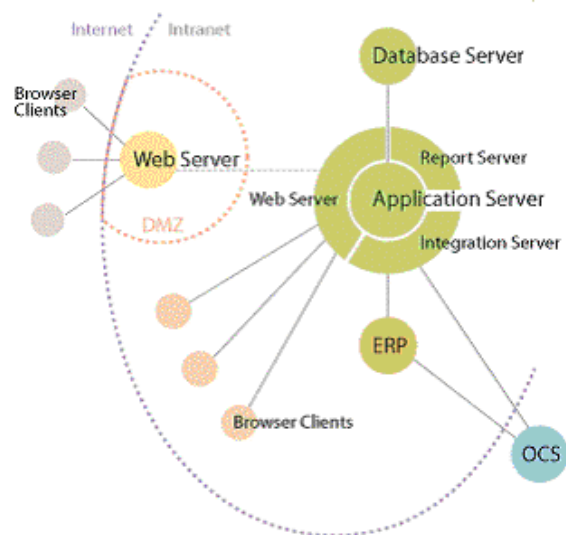 Internet
Intranet
Database Server
Browser
Clients
Web Server
Report Server
Web Server
Application Server
DMZ
Integration Server
ERP
Browser Clients
OCS